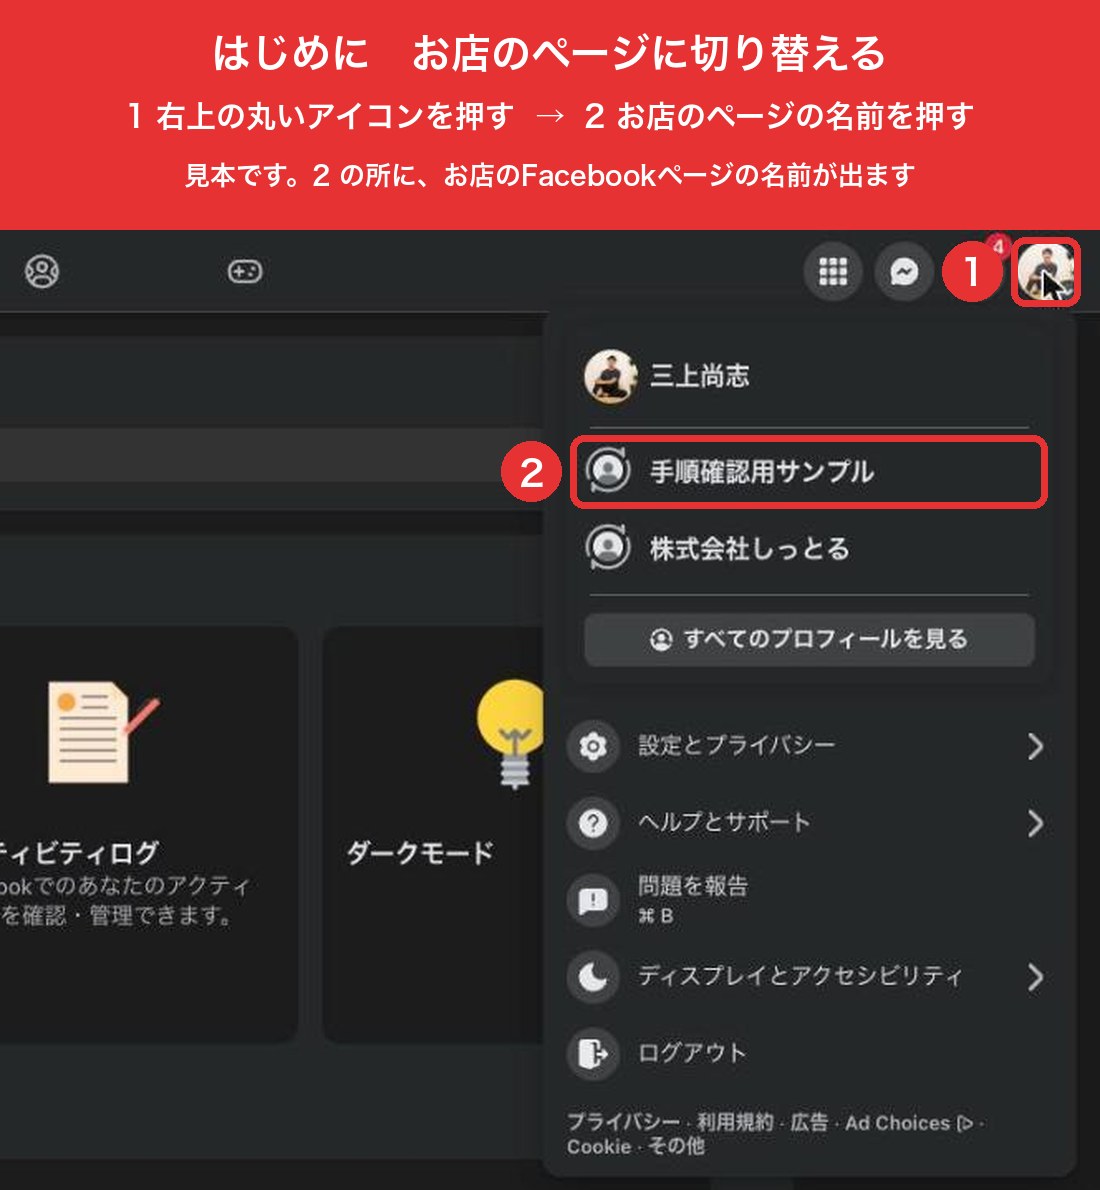 はじめに　お店のページに切り替える
1 右上の丸いアイコンを押す → 2 お店のページの名前を押す
見本です。2 の所に、お店のFacebookページの名前が出ます
4
1
三上尚志
2
手順確認用サンプル
株式会社しっとる
すべてのプロフィールを見る
設定とプライバシー
ヘルプとサポート
問題を報告
⌘ B
ディスプレイとアクセシビリティ
ログアウト
プライバシー · 利用規約 · 広告 · Ad Choices ·
Cookie · その他
ティビティログ
ookでのあなたのアクティ
を確認・管理できます。
ダークモード